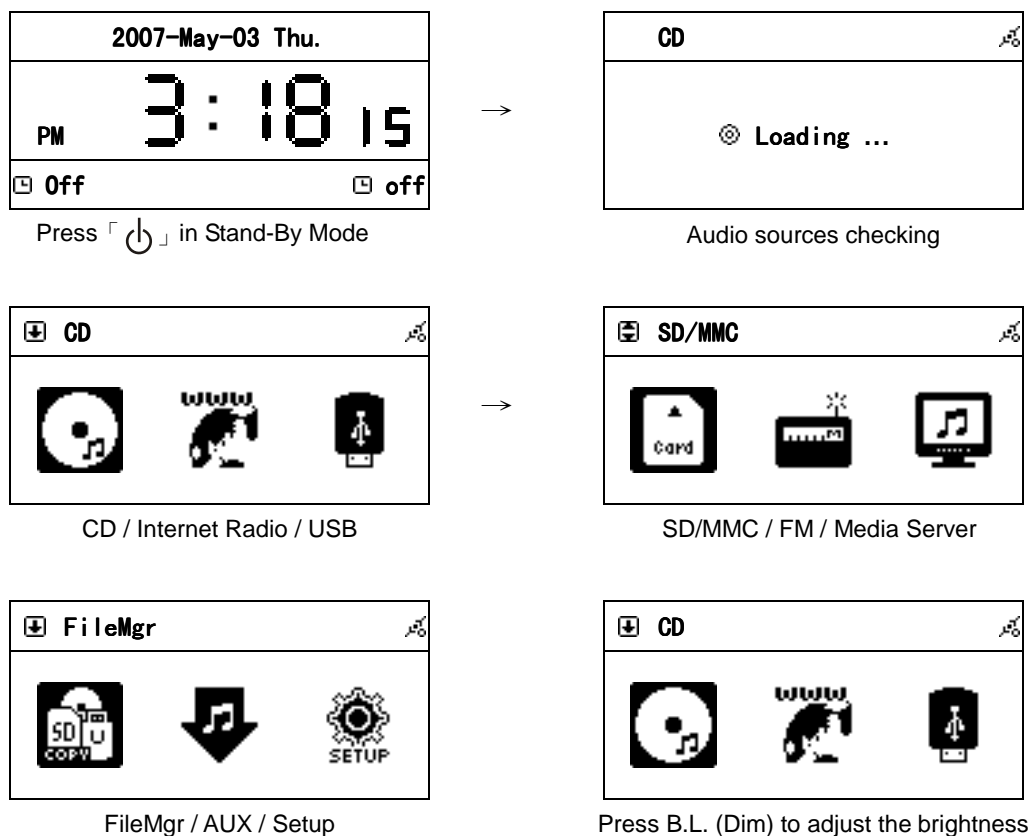 2007-May-03 Thu.
PM 3:18 15
Off off
Press「⏻」in Stand-By Mode
→
CD
Loading ...
Audio sources checking
CD
WWW
CD / Internet Radio / USB
→
SD/MMC
Card
M
SD/MMC / FM / Media Server
FileMgr
SD U
COPY
SETUP
FileMgr / AUX / Setup
CD
WWW
Press B.L. (Dim) to adjust the brightness